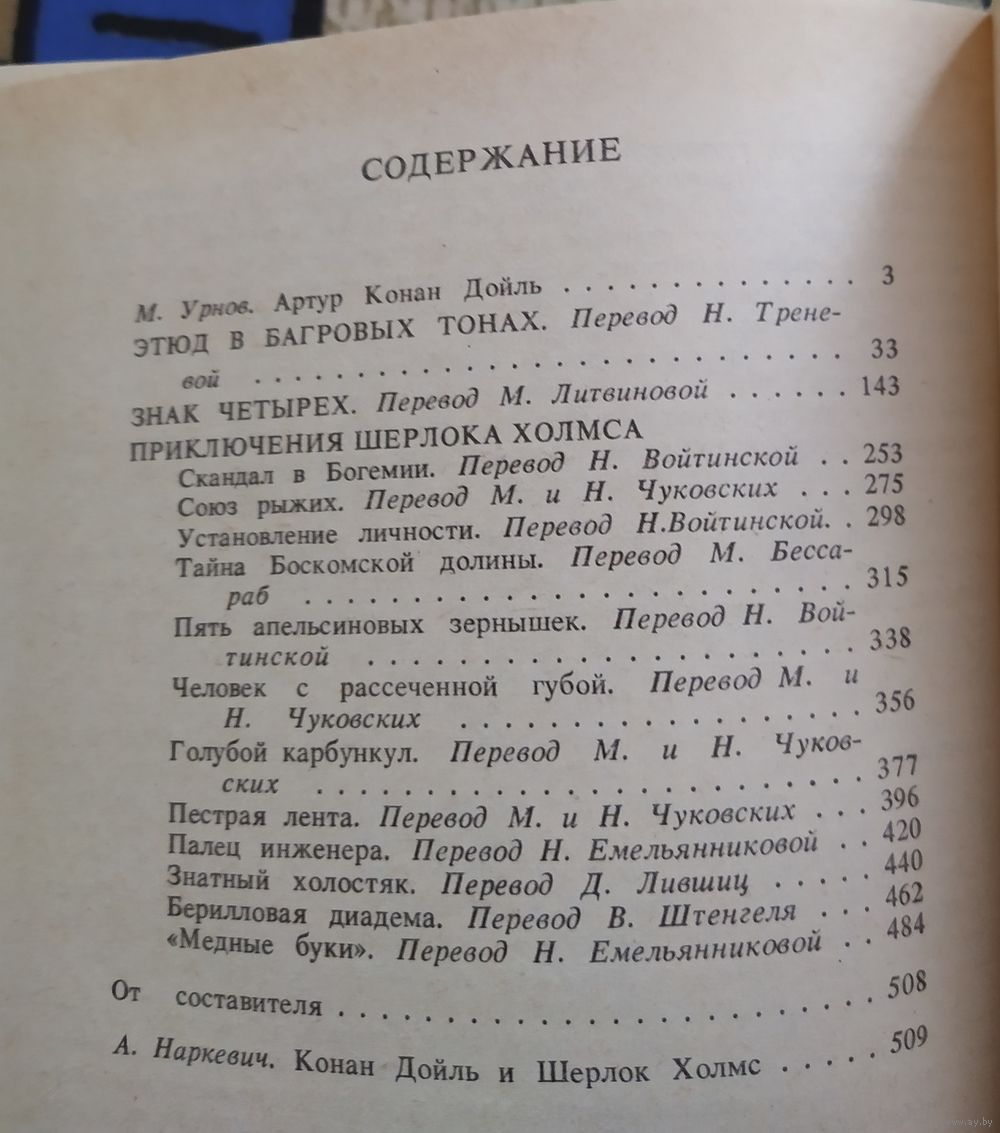 СОДЕРЖАНИЕ
М. Урнов. Артур Конан Дойль . . . . . . . . . . . . . . 3
ЭТЮД В БАГРОВЫХ ТОНАХ. Перевод Н. Трене-
вой . . . . . . . . . . . . . . . . . . . . . . . 33
ЗНАК ЧЕТЫРЕХ. Перевод М. Литвиновой . . . . . . 143
ПРИКЛЮЧЕНИЯ ШЕРЛОКА ХОЛМСА
Скандал в Богемии. Перевод Н. Войтинской . . 253
Союз рыжих. Перевод М. и Н. Чуковских . . . 275
Установление личности. Перевод Н.Войтинской. . 298
Тайна Боскомской долины. Перевод М. Бесса-
раб . . . . . . . . . . . . . . . . . . . . 315
Пять апельсиновых зернышек. Перевод Н. Вой-
тинской . . . . . . . . . . . . . . . . . . 338
Человек с рассеченной губой. Перевод М. и
Н. Чуковских . . . . . . . . . . . . . . . 356
Голубой карбункул. Перевод М. и Н. Чуков-
ских . . . . . . . . . . . . . . . . . . . . 377
Пестрая лента. Перевод М. и Н. Чуковских . . . 396
Палец инженера. Перевод Н. Емельянниковой . . 420
Знатный холостяк. Перевод Д. Лившиц . . . . . 440
Берилловая диадема. Перевод В. Штенгеля . . . 462
«Медные буки». Перевод Н. Емельянниковой . . 484
От составителя . . . . . . . . . . . . . . . . . . . 508
А. Наркевич. Конан Дойль и Шерлок Холмс . . . . . 509
www.ay.by